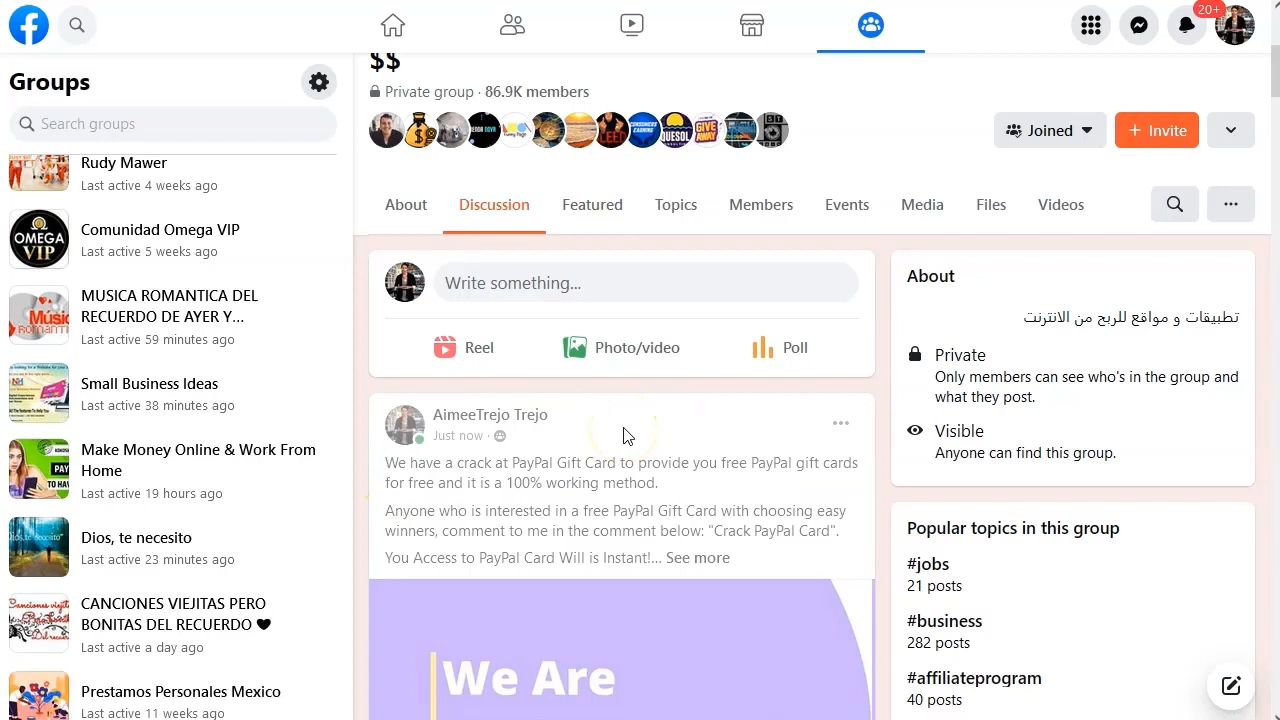 20+
Groups
Search groups
Rudy Mawer
Last active 4 weeks ago
OMEGA
VIP
Comunidad Omega VIP
Last active 5 weeks ago
MUSICA ROMANTICA DEL
RECUERDO DE AYER Y...
Last active 59 minutes ago
Small Business Ideas
Last active 38 minutes ago
Make Money Online & Work From
Home
Last active 19 hours ago
Dios, te necesito
Last active 23 minutes ago
CANCIONES VIEJITAS PERO
BONITAS DEL RECUERDO 🖤
Last active a day ago
Prestamos Personales Mexico
Last active 11 weeks ago
$$
Private group · 86.9K members
Joined
+ Invite
About
Discussion
Featured
Topics
Members
Events
Media
Files
Videos
Write something...
Reel
Photo/video
Poll
AimeeTrejo Trejo
Just now ·
We have a crack at PayPal Gift Card to provide you free PayPal gift cards
for free and it is a 100% working method.
Anyone who is interested in a free PayPal Gift Card with choosing easy
winners, comment to me in the comment below: "Crack PayPal Card".
You Access to PayPal Card Will is Instant!... See more
We Are
About
تطبيقات و مواقع للربح من الانترنت
Private
Only members can see who's in the group and
what they post.
Visible
Anyone can find this group.
Popular topics in this group
#jobs
21 posts
#business
282 posts
#affiliateprogram
40 posts